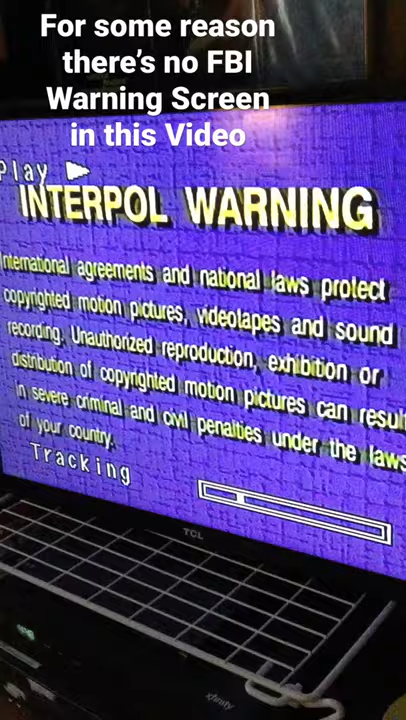 For some reason
there's no FBI
Warning Screen
in this Video
Play
INTERPOL WARNING
International agreements and national laws protect
copyrighted motion pictures, videotapes and sound
recording. Unauthorized reproduction, exhibition or
distribution of copyrighted motion pictures can result
in severe criminal and civil penalties under the laws
of your country.
Tracking
TCL
xfinity